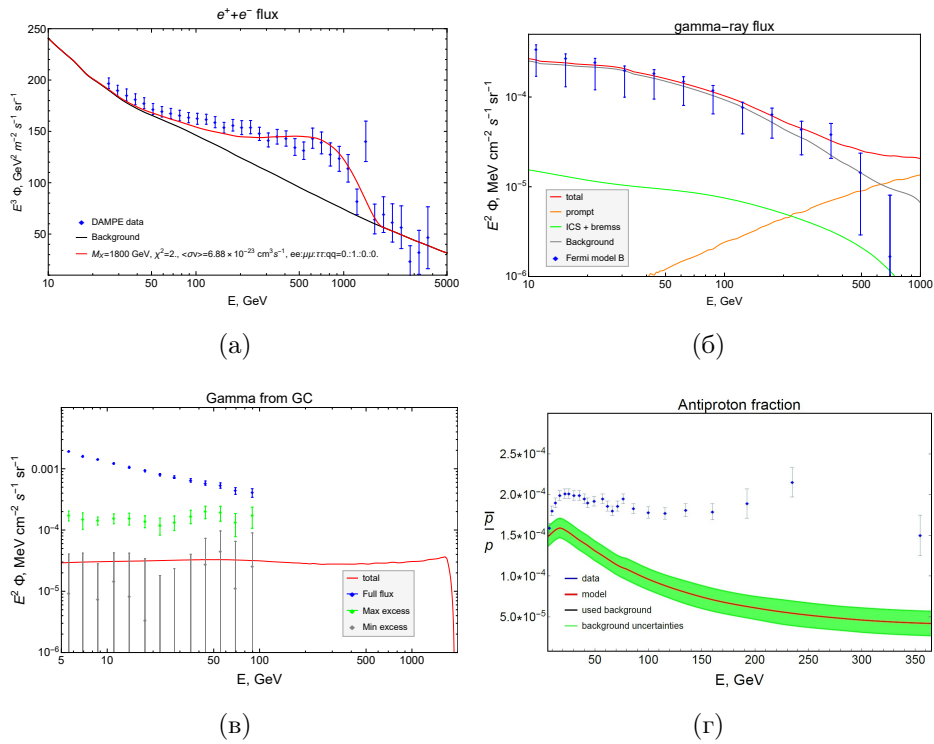 e⁺+e⁻ flux
E³ Φ, GeV² m⁻² s⁻¹ sr⁻¹
250
200
150
100
50
DAMPE data
Background
Mχ=1800 GeV, χ²=2., <σv>=6.88 × 10⁻²³ cm³s⁻¹, ee:μμ:ττ:qq=0.:1.:0.:0.
10 50 100 500 1000 5000
E, GeV
(а)
gamma-ray flux
E² Φ, MeV cm⁻² s⁻¹ sr⁻¹
10⁻⁴
10⁻⁵
10⁻⁶
total
prompt
ICS + bremss
Background
Fermi model B
10 50 100 500 1000
E, GeV
(б)
Gamma from GC
E² Φ, MeV cm⁻² s⁻¹ sr⁻¹
0.001
10⁻⁴
10⁻⁵
10⁻⁶
total
Full flux
Max excess
Min excess
5 10 50 100 500 1000
E, GeV
(в)
Antiproton fraction
p̅
p
2.5*10⁻⁴
2.0*10⁻⁴
1.5*10⁻⁴
1.0*10⁻⁴
5.0*10⁻⁵
data
model
used background
background uncertainties
50 100 150 200 250 300 350
E, GeV
(г)